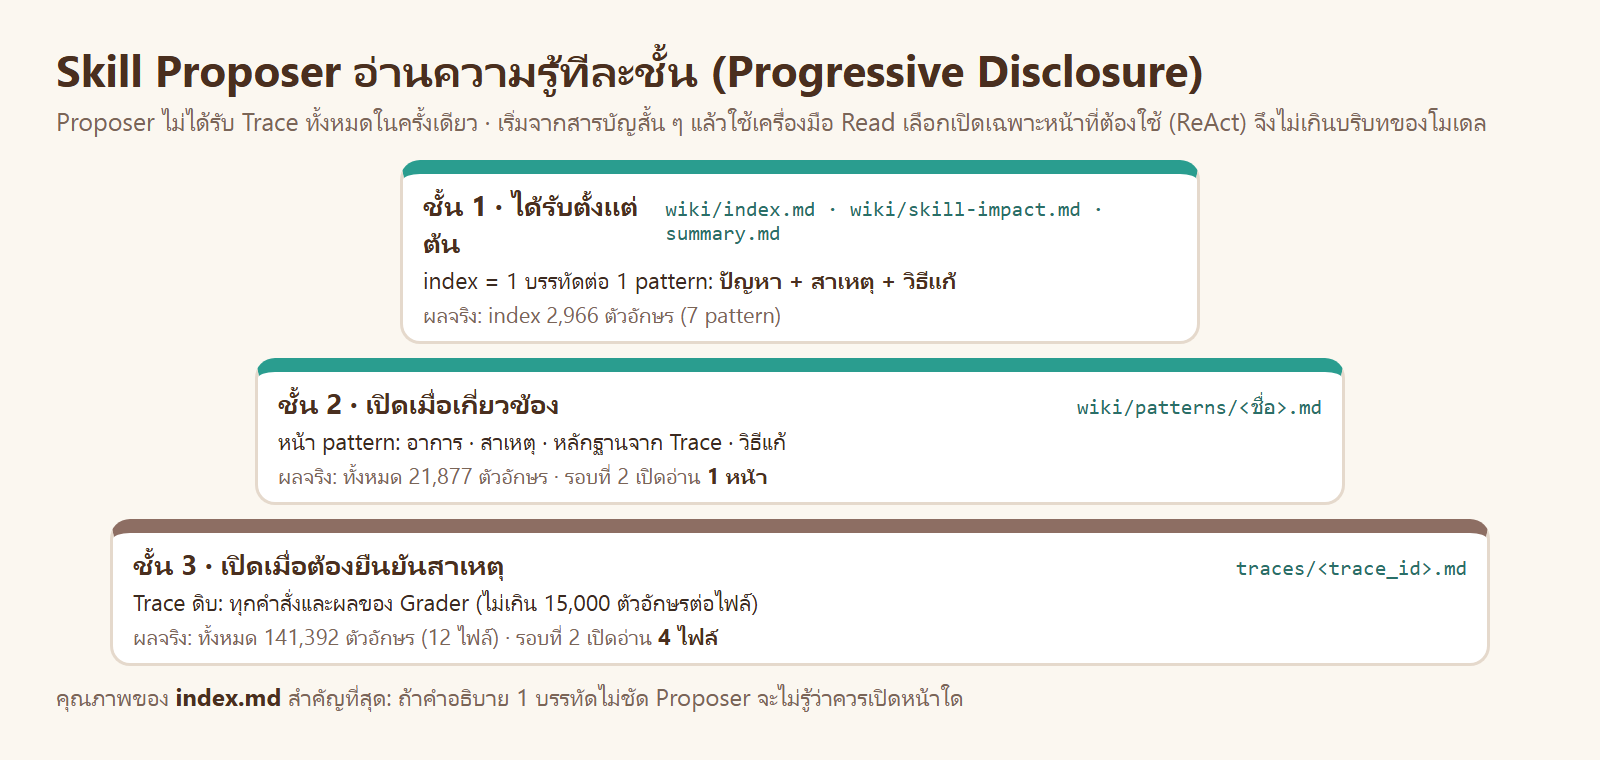 Skill Proposer อ่านความรู้ทีละชั้น (Progressive Disclosure)
Proposer ไม่ได้รับ Trace ทั้งหมดในครั้งเดียว · เริ่มจากสารบัญสั้น ๆ แล้วใช้เครื่องมือ Read เลือกเปิดเฉพาะหน้าที่ต้องใช้ (ReAct) จึงไม่เกินบริบทของโมเดล
ชั้น 1 · ได้รับตั้งแต่
ต้น
wiki/index.md · wiki/skill-impact.md ·
summary.md
index = 1 บรรทัดต่อ 1 pattern: ปัญหา + สาเหตุ + วิธีแก้
ผลจริง: index 2,966 ตัวอักษร (7 pattern)
ชั้น 2 · เปิดเมื่อเกี่ยวข้อง
wiki/patterns/<ชื่อ>.md
หน้า pattern: อาการ · สาเหตุ · หลักฐานจาก Trace · วิธีแก้
ผลจริง: ทั้งหมด 21,877 ตัวอักษร · รอบที่ 2 เปิดอ่าน 1 หน้า
ชั้น 3 · เปิดเมื่อต้องยืนยันสาเหตุ
traces/<trace_id>.md
Trace ดิบ: ทุกคำสั่งและผลของ Grader (ไม่เกิน 15,000 ตัวอักษรต่อไฟล์)
ผลจริง: ทั้งหมด 141,392 ตัวอักษร (12 ไฟล์) · รอบที่ 2 เปิดอ่าน 4 ไฟล์
คุณภาพของ index.md สำคัญที่สุด: ถ้าคำอธิบาย 1 บรรทัดไม่ชัด Proposer จะไม่รู้ว่าควรเปิดหน้าใด